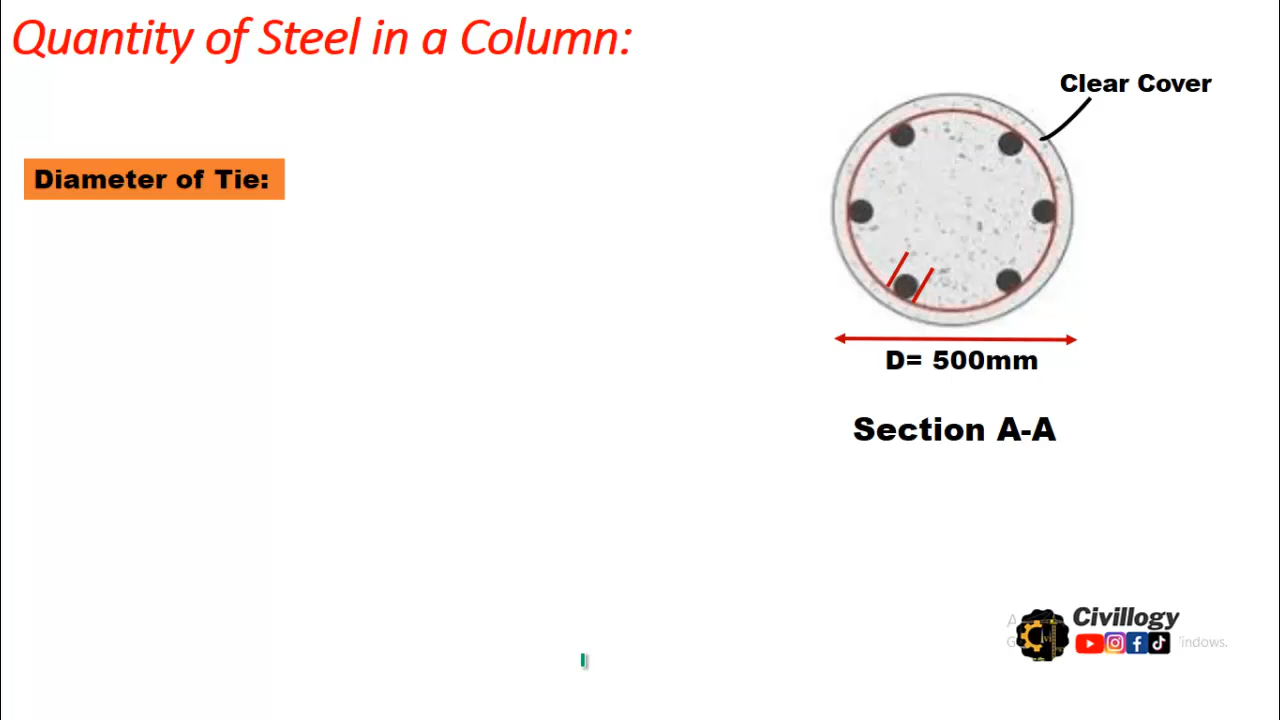 Quantity of Steel in a Column:
Clear Cover
Diameter of Tie:
D= 500mm
Section A-A
Civillogy